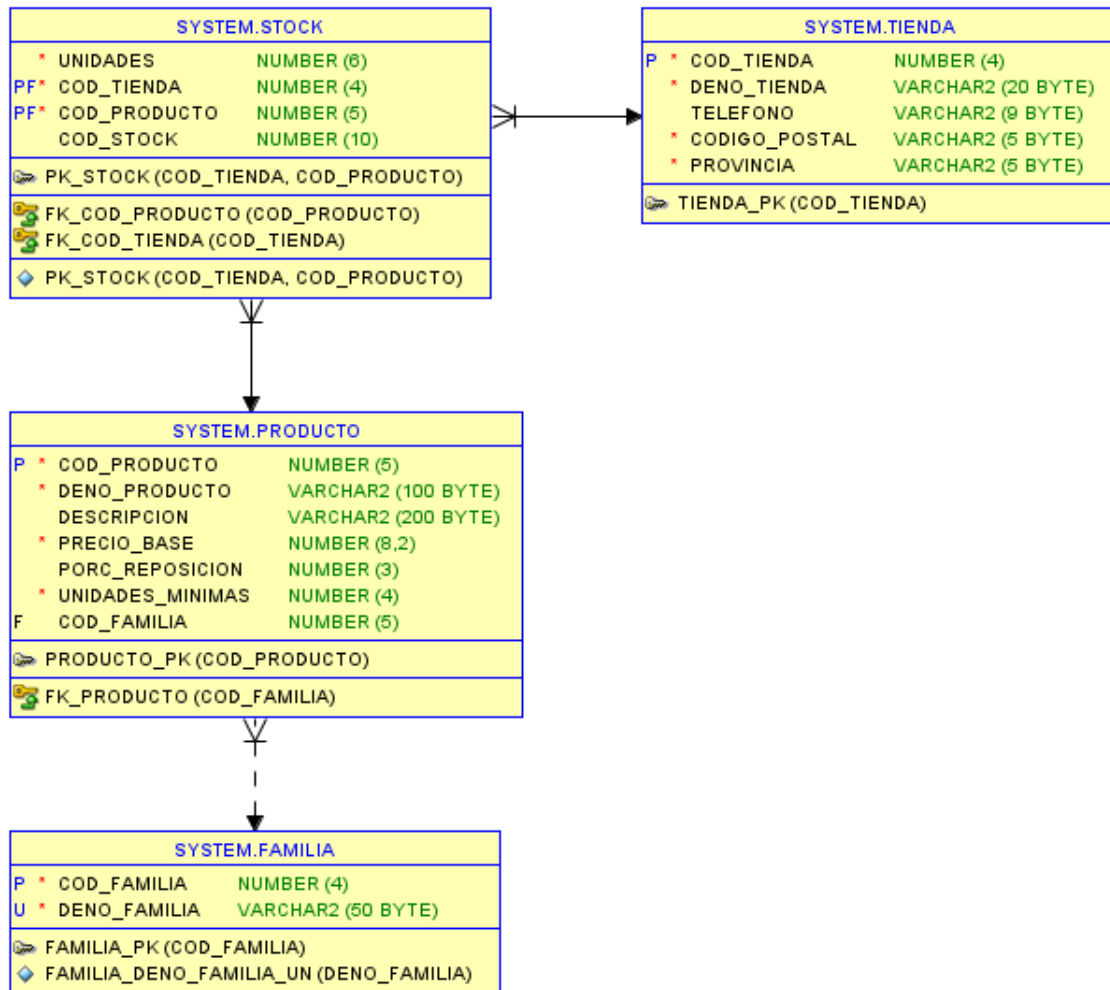 SYSTEM.STOCK
* UNIDADES NUMBER (6)
PF* COD_TIENDA NUMBER (4)
PF* COD_PRODUCTO NUMBER (5)
COD_STOCK NUMBER (10)
PK_STOCK (COD_TIENDA, COD_PRODUCTO)
FK_COD_PRODUCTO (COD_PRODUCTO)
FK_COD_TIENDA (COD_TIENDA)
PK_STOCK (COD_TIENDA, COD_PRODUCTO)
SYSTEM.TIENDA
P * COD_TIENDA NUMBER (4)
* DENO_TIENDA VARCHAR2 (20 BYTE)
TELEFONO VARCHAR2 (9 BYTE)
* CODIGO_POSTAL VARCHAR2 (5 BYTE)
* PROVINCIA VARCHAR2 (5 BYTE)
TIENDA_PK (COD_TIENDA)
SYSTEM.PRODUCTO
P * COD_PRODUCTO NUMBER (5)
* DENO_PRODUCTO VARCHAR2 (100 BYTE)
DESCRIPCION VARCHAR2 (200 BYTE)
* PRECIO_BASE NUMBER (8,2)
PORC_REPOSICION NUMBER (3)
* UNIDADES_MINIMAS NUMBER (4)
F COD_FAMILIA NUMBER (5)
PRODUCTO_PK (COD_PRODUCTO)
FK_PRODUCTO (COD_FAMILIA)
SYSTEM.FAMILIA
P * COD_FAMILIA NUMBER (4)
U * DENO_FAMILIA VARCHAR2 (50 BYTE)
FAMILIA_PK (COD_FAMILIA)
FAMILIA_DENO_FAMILIA_UN (DENO_FAMILIA)